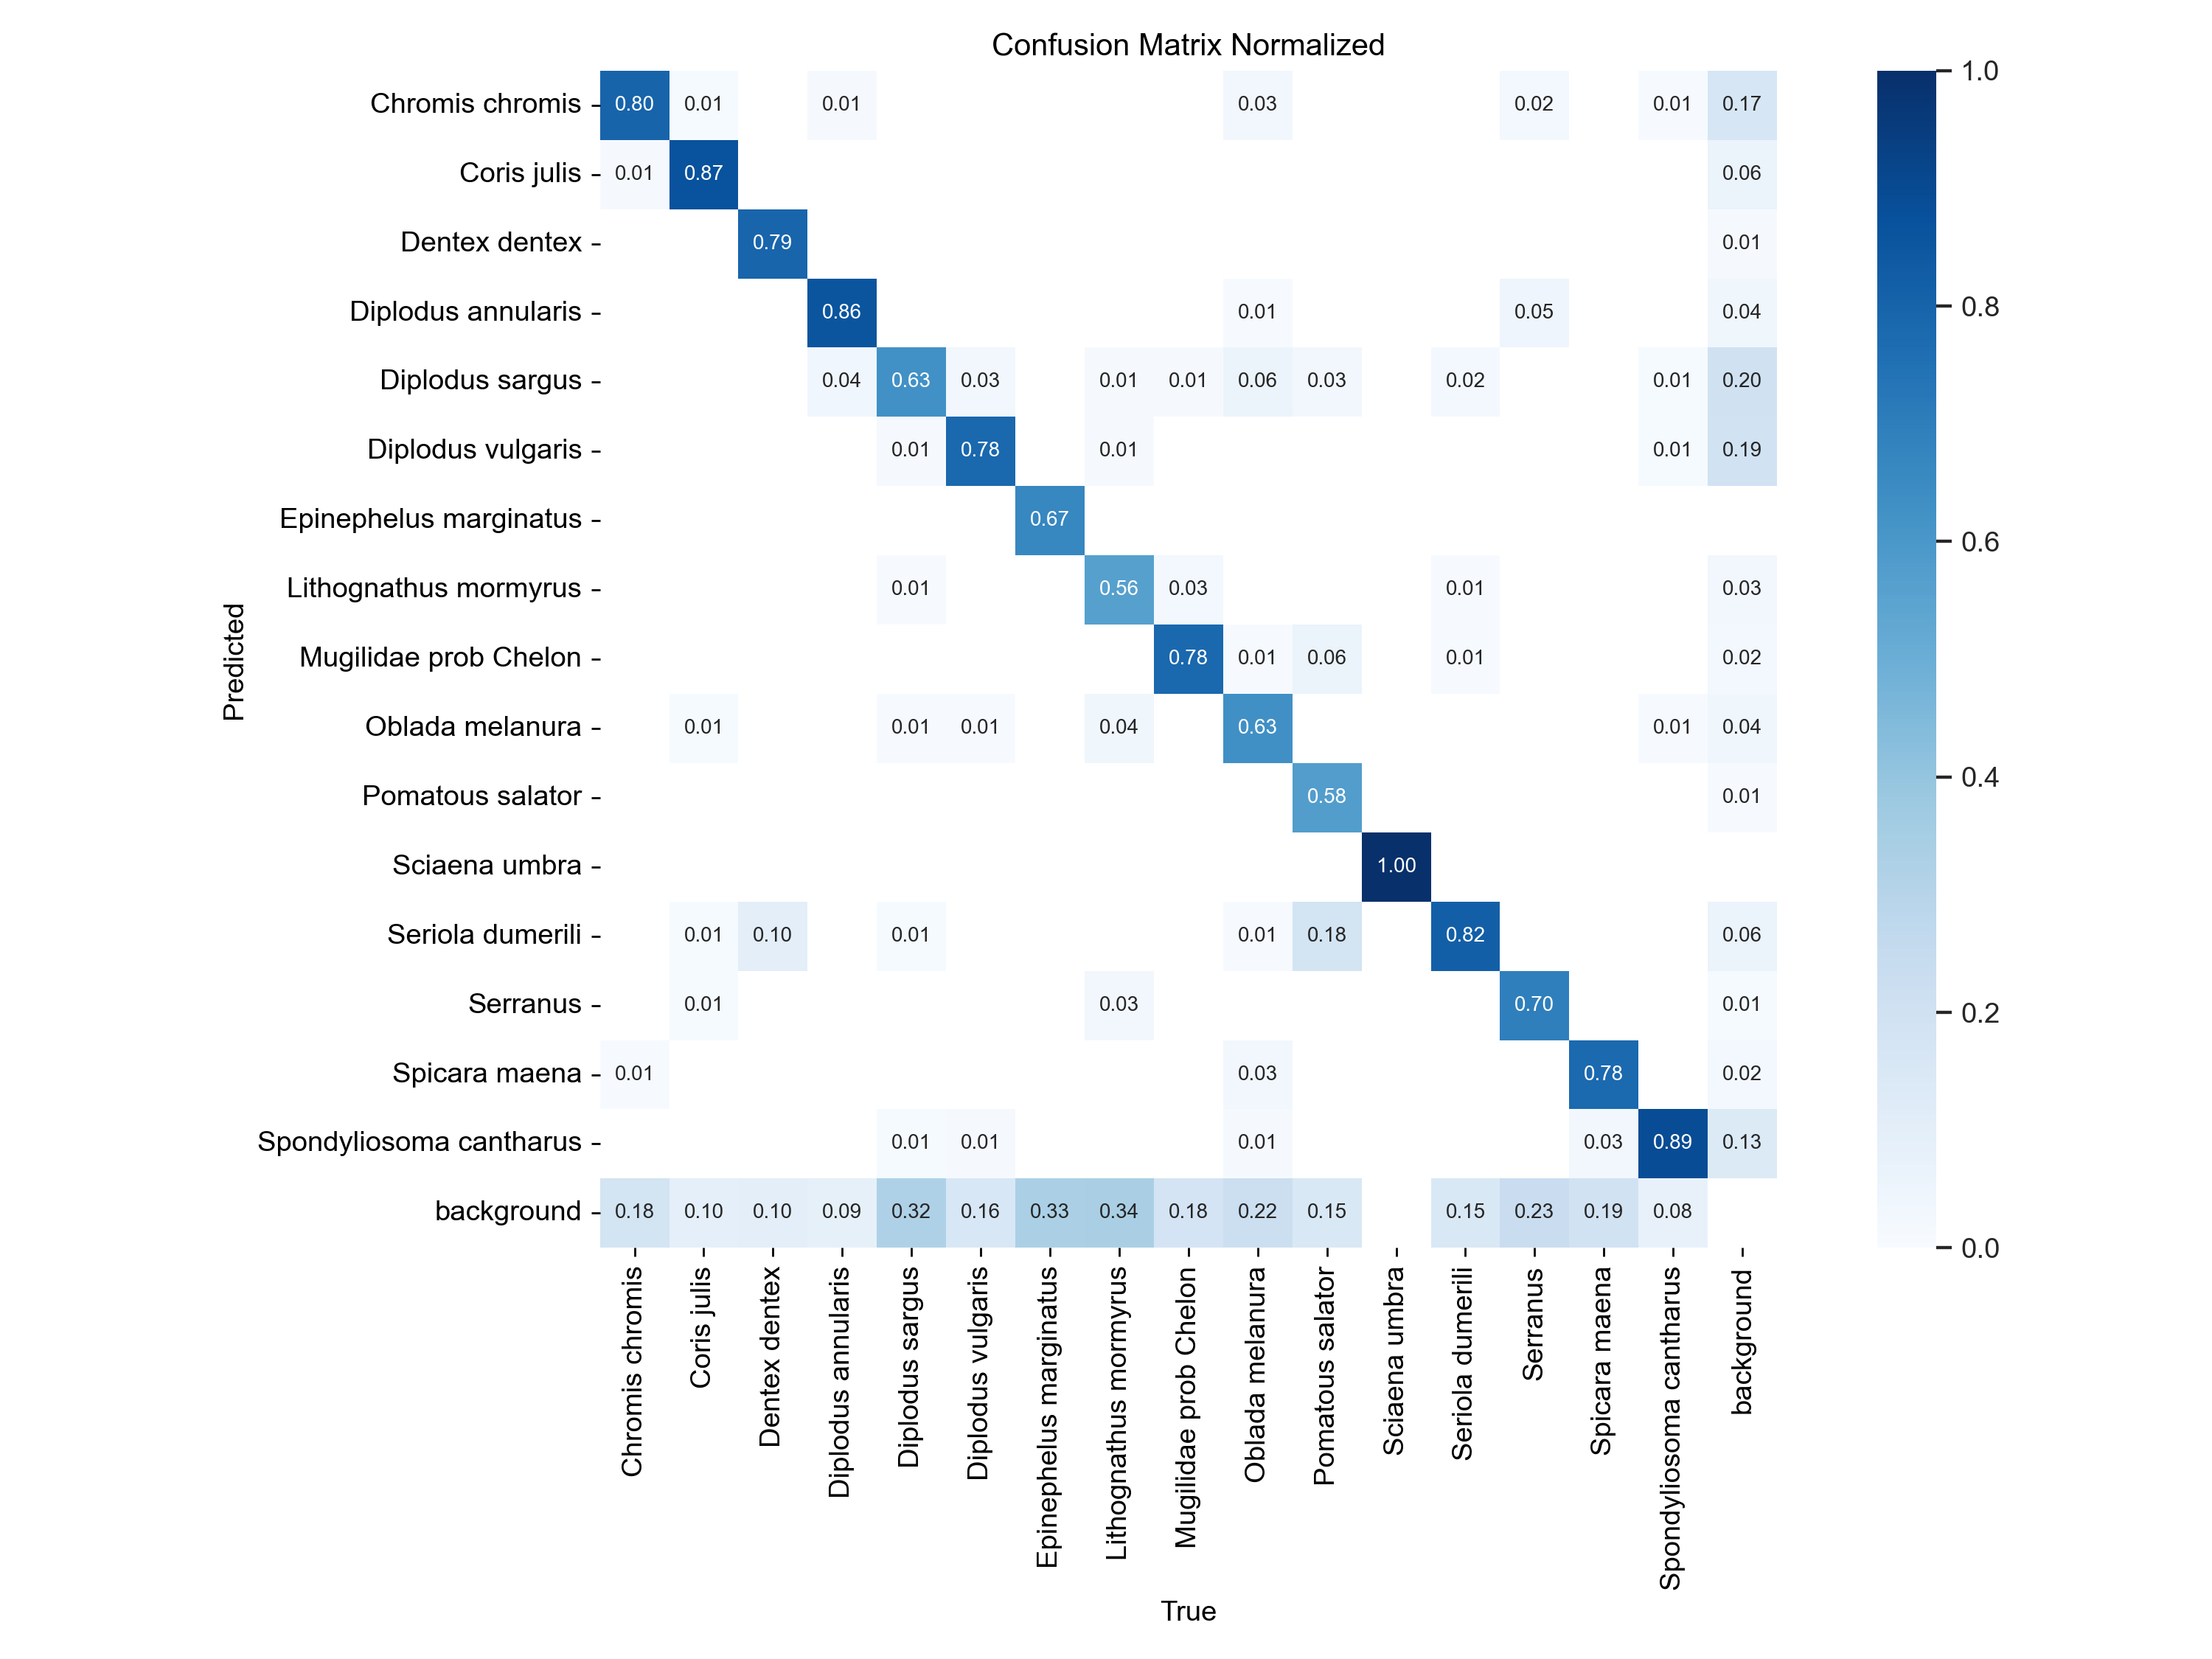 Confusion Matrix Normalized
Predicted
Chromis chromis 0.80 0.01 0.01 0.03 0.02 0.01 0.17
Coris julis 0.01 0.87 0.06
Dentex dentex 0.79 0.01
Diplodus annularis 0.86 0.01 0.05 0.04
Diplodus sargus 0.04 0.63 0.03 0.01 0.01 0.06 0.03 0.02 0.01 0.20
Diplodus vulgaris 0.01 0.78 0.01 0.01 0.19
Epinephelus marginatus 0.67
Lithognathus mormyrus 0.01 0.56 0.03 0.01 0.03
Mugilidae prob Chelon 0.78 0.01 0.06 0.01 0.02
Oblada melanura 0.01 0.01 0.01 0.04 0.63 0.01 0.04
Pomatous salator 0.58 0.01
Sciaena umbra 1.00
Seriola dumerili 0.01 0.10 0.01 0.01 0.18 0.82 0.06
Serranus 0.01 0.03 0.70 0.01
Spicara maena 0.01 0.03 0.78 0.02
Spondyliosoma cantharus 0.01 0.01 0.01 0.03 0.89 0.13
background 0.18 0.10 0.10 0.09 0.32 0.16 0.33 0.34 0.18 0.22 0.15 0.15 0.23 0.19 0.08
Chromis chromis
Coris julis
Dentex dentex
Diplodus annularis
Diplodus sargus
Diplodus vulgaris
Epinephelus marginatus
Lithognathus mormyrus
Mugilidae prob Chelon
Oblada melanura
Pomatous salator
Sciaena umbra
Seriola dumerili
Serranus
Spicara maena
Spondyliosoma cantharus
background
True
1.0
0.8
0.6
0.4
0.2
0.0